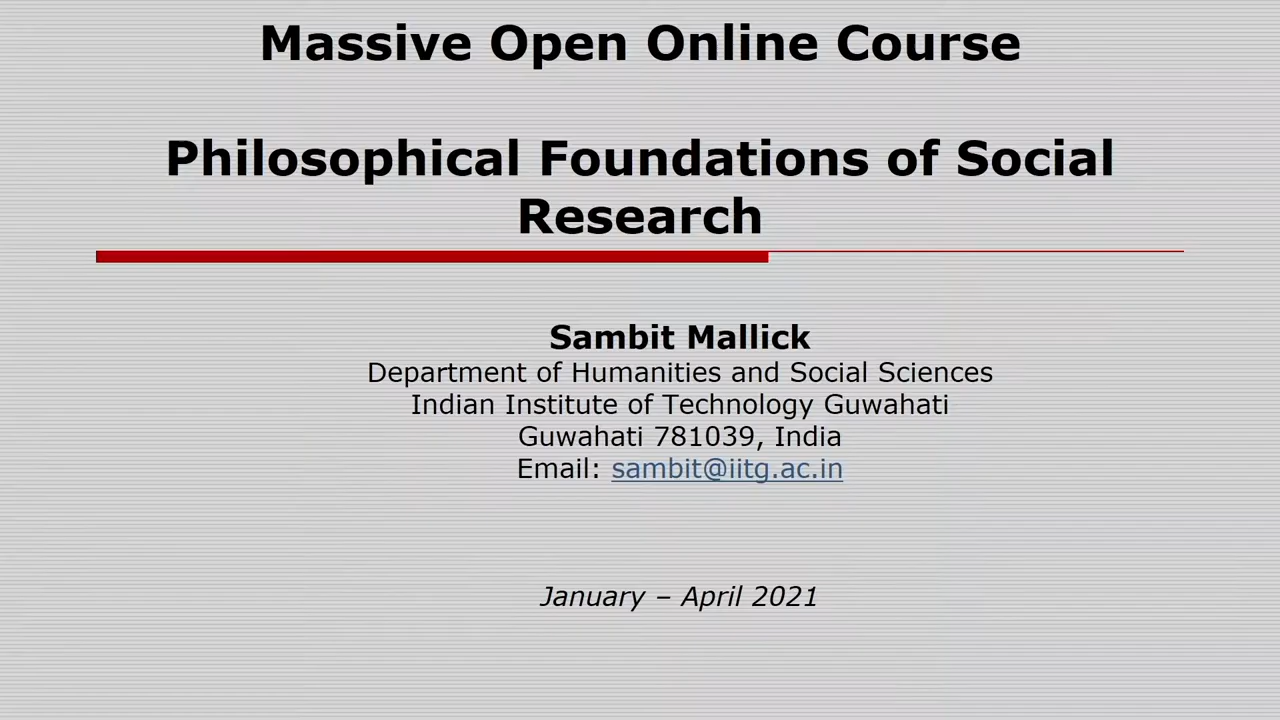 Massive Open Online Course
Philosophical Foundations of Social
Research
Sambit Mallick
Department of Humanities and Social Sciences
Indian Institute of Technology Guwahati
Guwahati 781039, India
Email: sambit@iitg.ac.in
January – April 2021